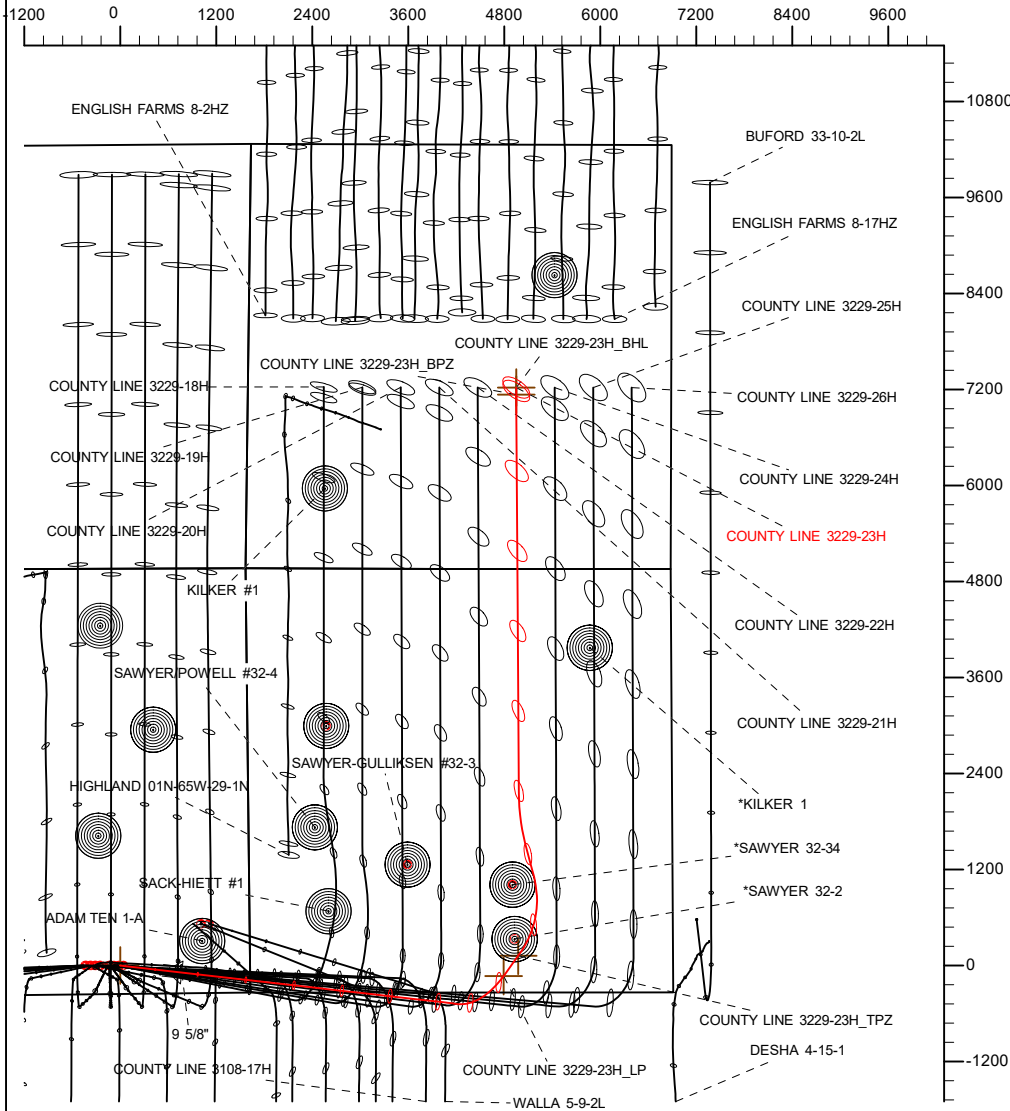 -1200 0 1200 2400 3600 4800 6000 7200 8400 9600
10800
ENGLISH FARMS 8-2HZ
BUFORD 33-10-2L
9600
ENGLISH FARMS 8-17HZ
8400
COUNTY LINE 3229-25H
COUNTY LINE 3229-23H_BHL
COUNTY LINE 3229-23H_BPZ
COUNTY LINE 3229-18H
7200
COUNTY LINE 3229-26H
COUNTY LINE 3229-19H
COUNTY LINE 3229-24H
6000
COUNTY LINE 3229-20H
COUNTY LINE 3229-23H
KILKER #1
4800
COUNTY LINE 3229-22H
SAWYER/POWELL #32-4
3600
COUNTY LINE 3229-21H
SAWYER-GULLIKSEN #32-3
HIGHLAND 01N-65W-29-1N
2400
*KILKER 1
*SAWYER 32-34
1200
SACK-HIETT #1
*SAWYER 32-2
ADAM TEN 1-A
0
9 5/8"
COUNTY LINE 3229-23H_TPZ
COUNTY LINE 3108-17H
COUNTY LINE 3229-23H_LP
DESHA 4-15-1
-1200
WALLA 5-9-2L